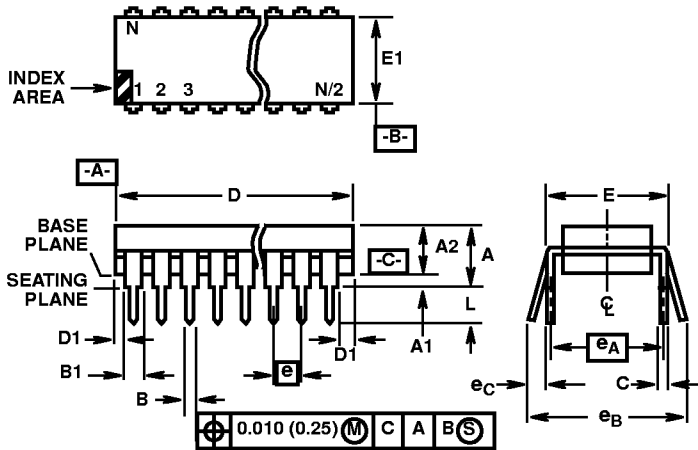 N
E1
INDEX
AREA
1 2 3 N/2
-B-
-A-
D
E
BASE
PLANE
A2 A
-C-
SEATING
PLANE
L
C
L
D1
A1
D1
eA
B1
e
eC
C
B
eB
0.010 (0.25) M C A B S